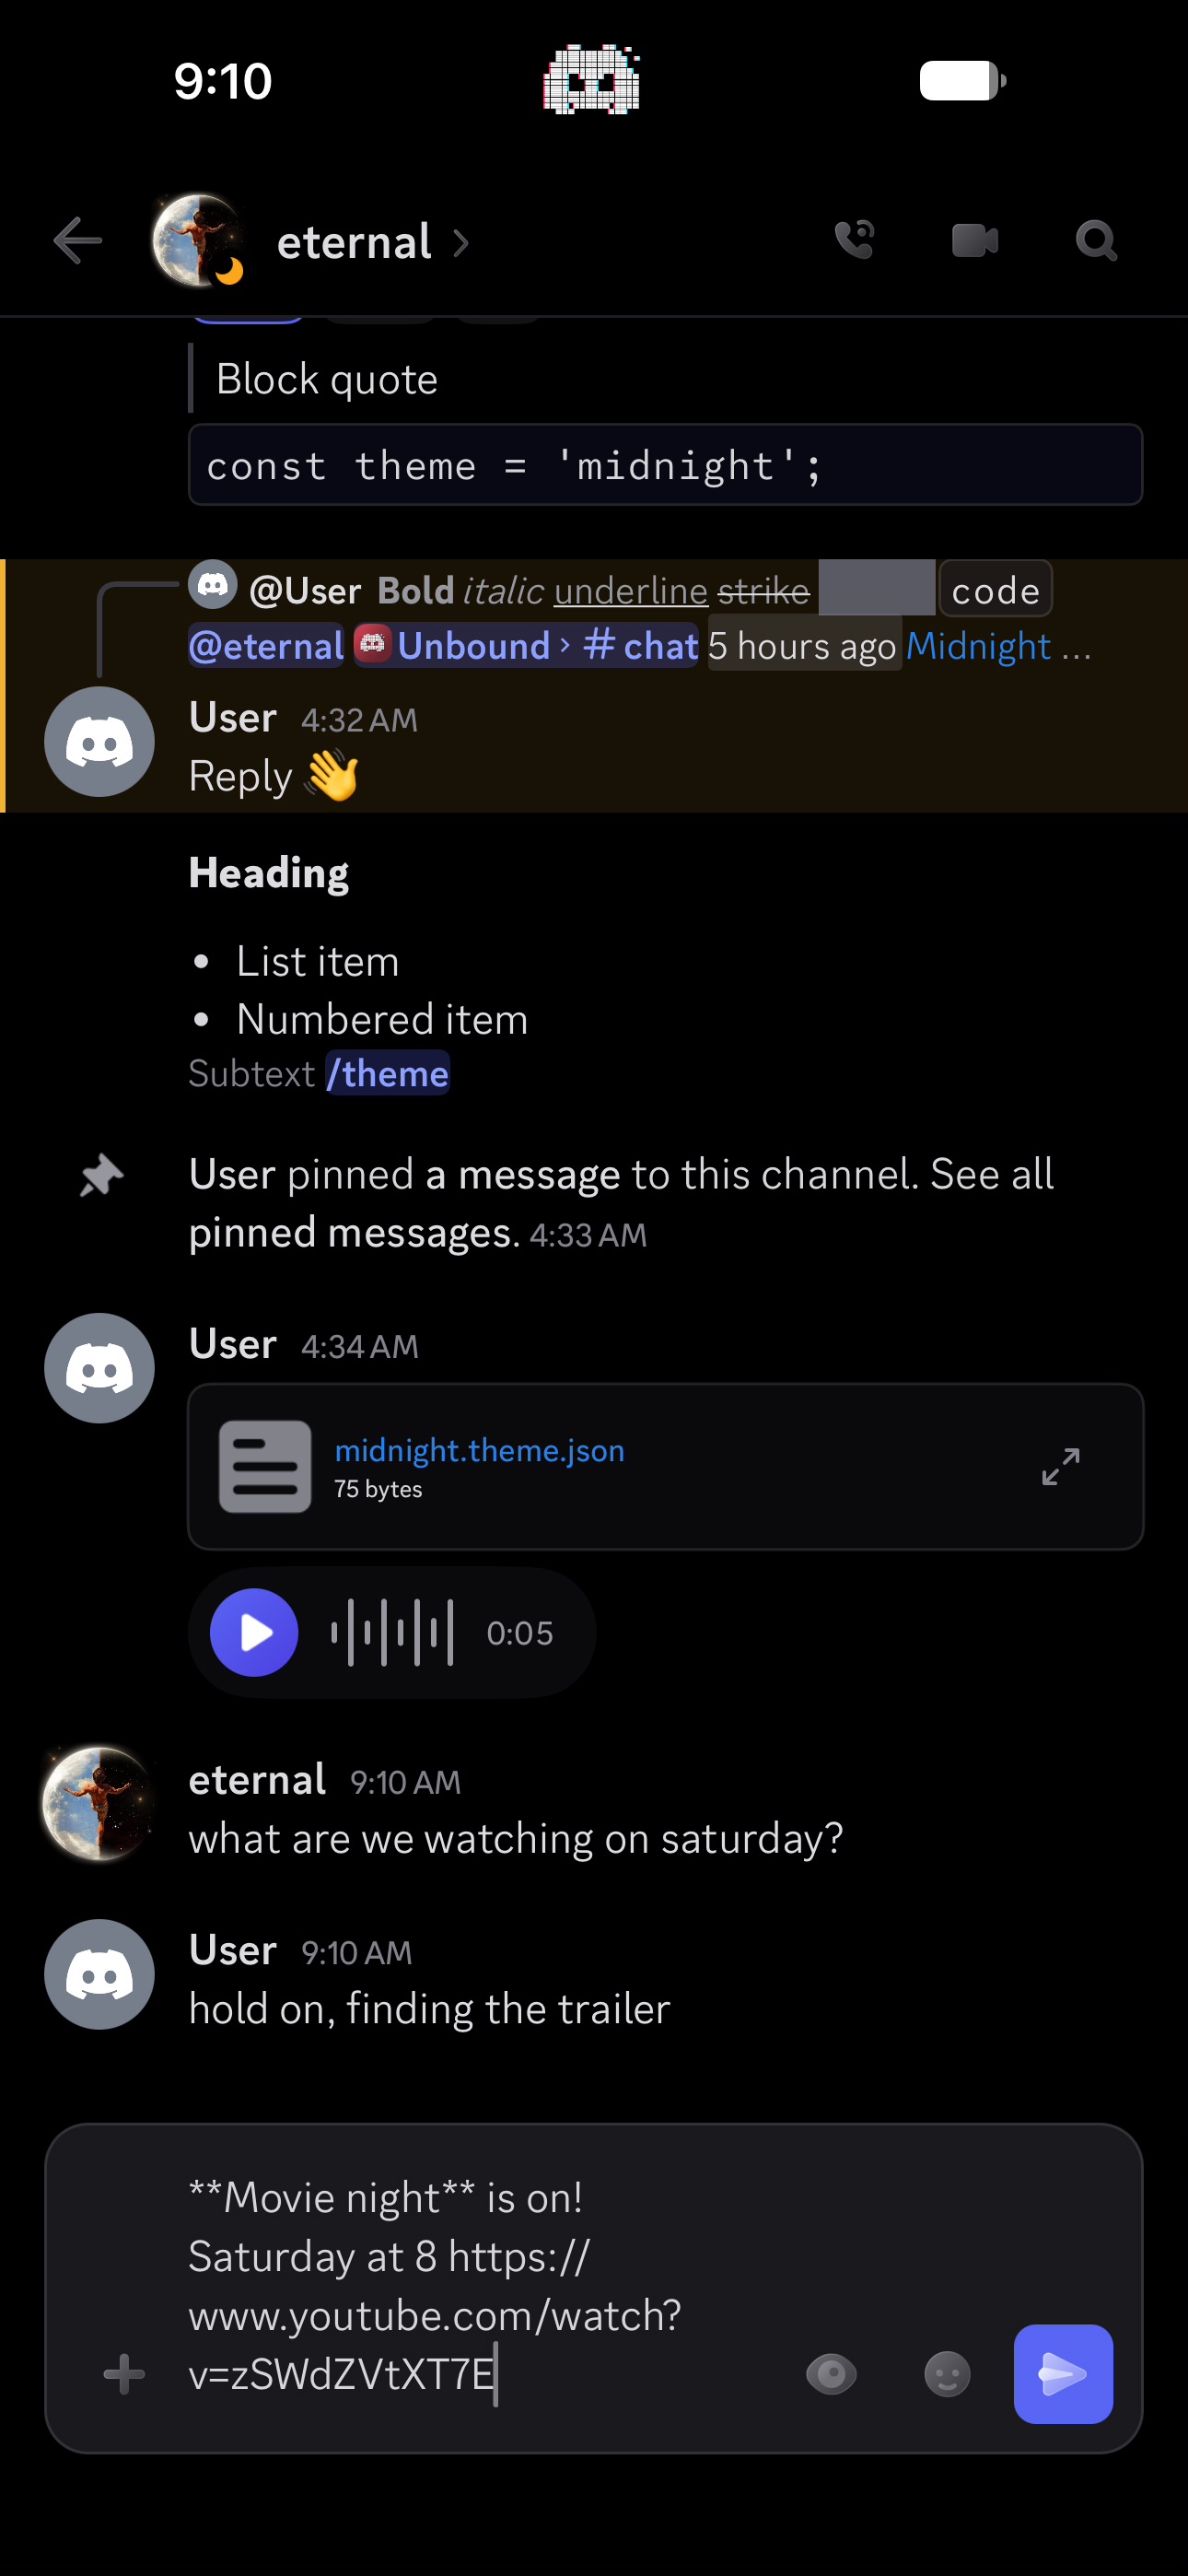 9:10
eternal
Block quote
const theme = 'midnight';
@User Bold italic underline strike code
@eternal Unbound › # chat 5 hours ago Midnight ...
User 4:32 AM
Reply 👋
Heading
• List item
• Numbered item
Subtext /theme
User pinned a message to this channel. See all
pinned messages. 4:33 AM
User 4:34 AM
midnight.theme.json
75 bytes
0:05
eternal 9:10 AM
what are we watching on saturday?
User 9:10 AM
hold on, finding the trailer
**Movie night** is on!
Saturday at 8 https://
www.youtube.com/watch?
v=zSWdZVtXT7E